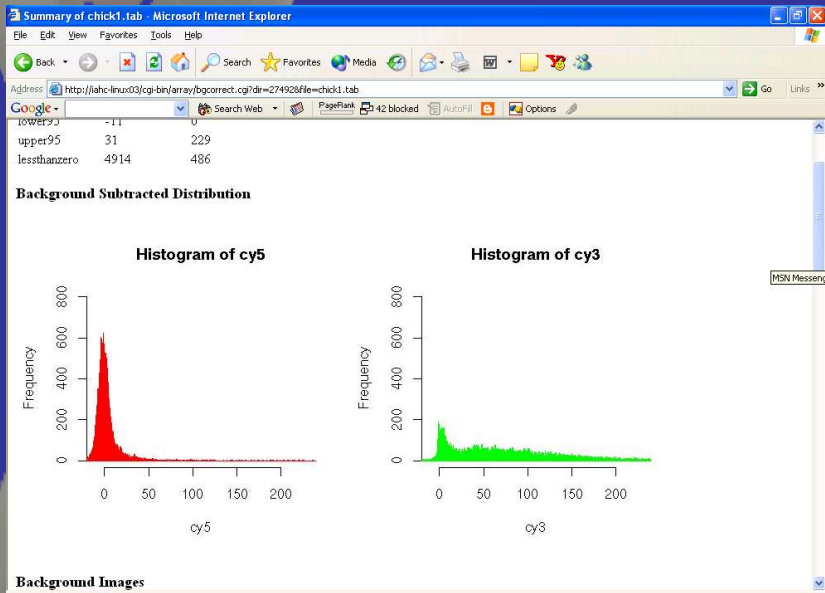 Summary of chick1.tab - Microsoft Internet Explorer
File Edit View Favorites Tools Help
Back Search Favorites Media
Address http://iahc-linux03/cgi-bin/array/bgcorrect.cgi?dir=27492&file=chick1.tab Go Links »
Google Search Web PageRank 42 blocked AutoFill Options
lower95 -11 0
upper95 31 229
lessthanzero 4914 486
Background Subtracted Distribution
Histogram of cy5
Frequency
800
600
400
200
0
0 50 100 150 200
cy5
Histogram of cy3
Frequency
800
600
400
200
0
0 50 100 150 200
cy3
MSN Messeng
Background Images